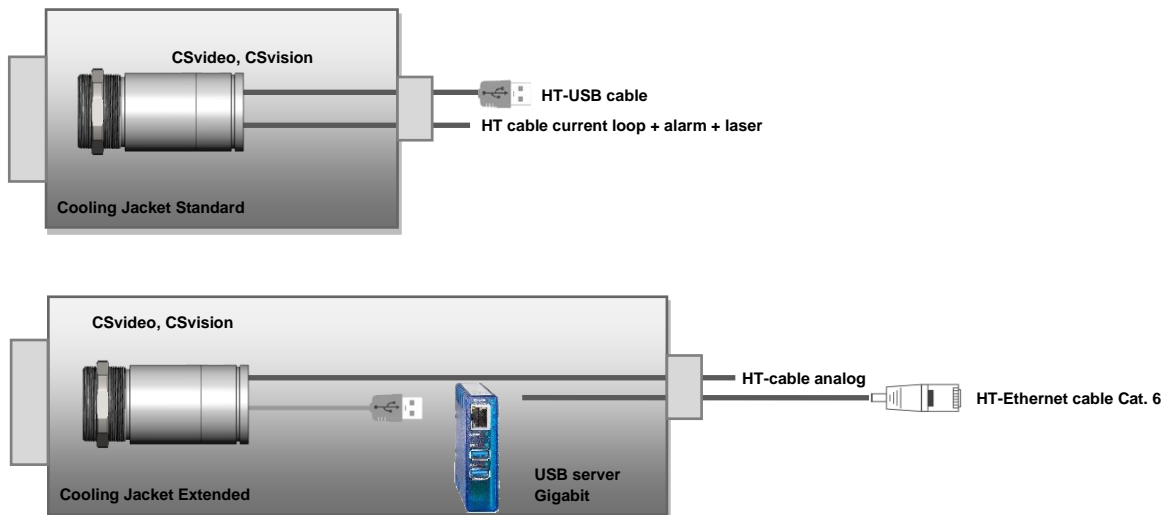 CSvideo, CSvision
HT-USB cable
HT cable current loop + alarm + laser
Cooling Jacket Standard
CSvideo, CSvision
HT-cable analog
HT-Ethernet cable Cat. 6
USB server
Gigabit
Cooling Jacket Extended